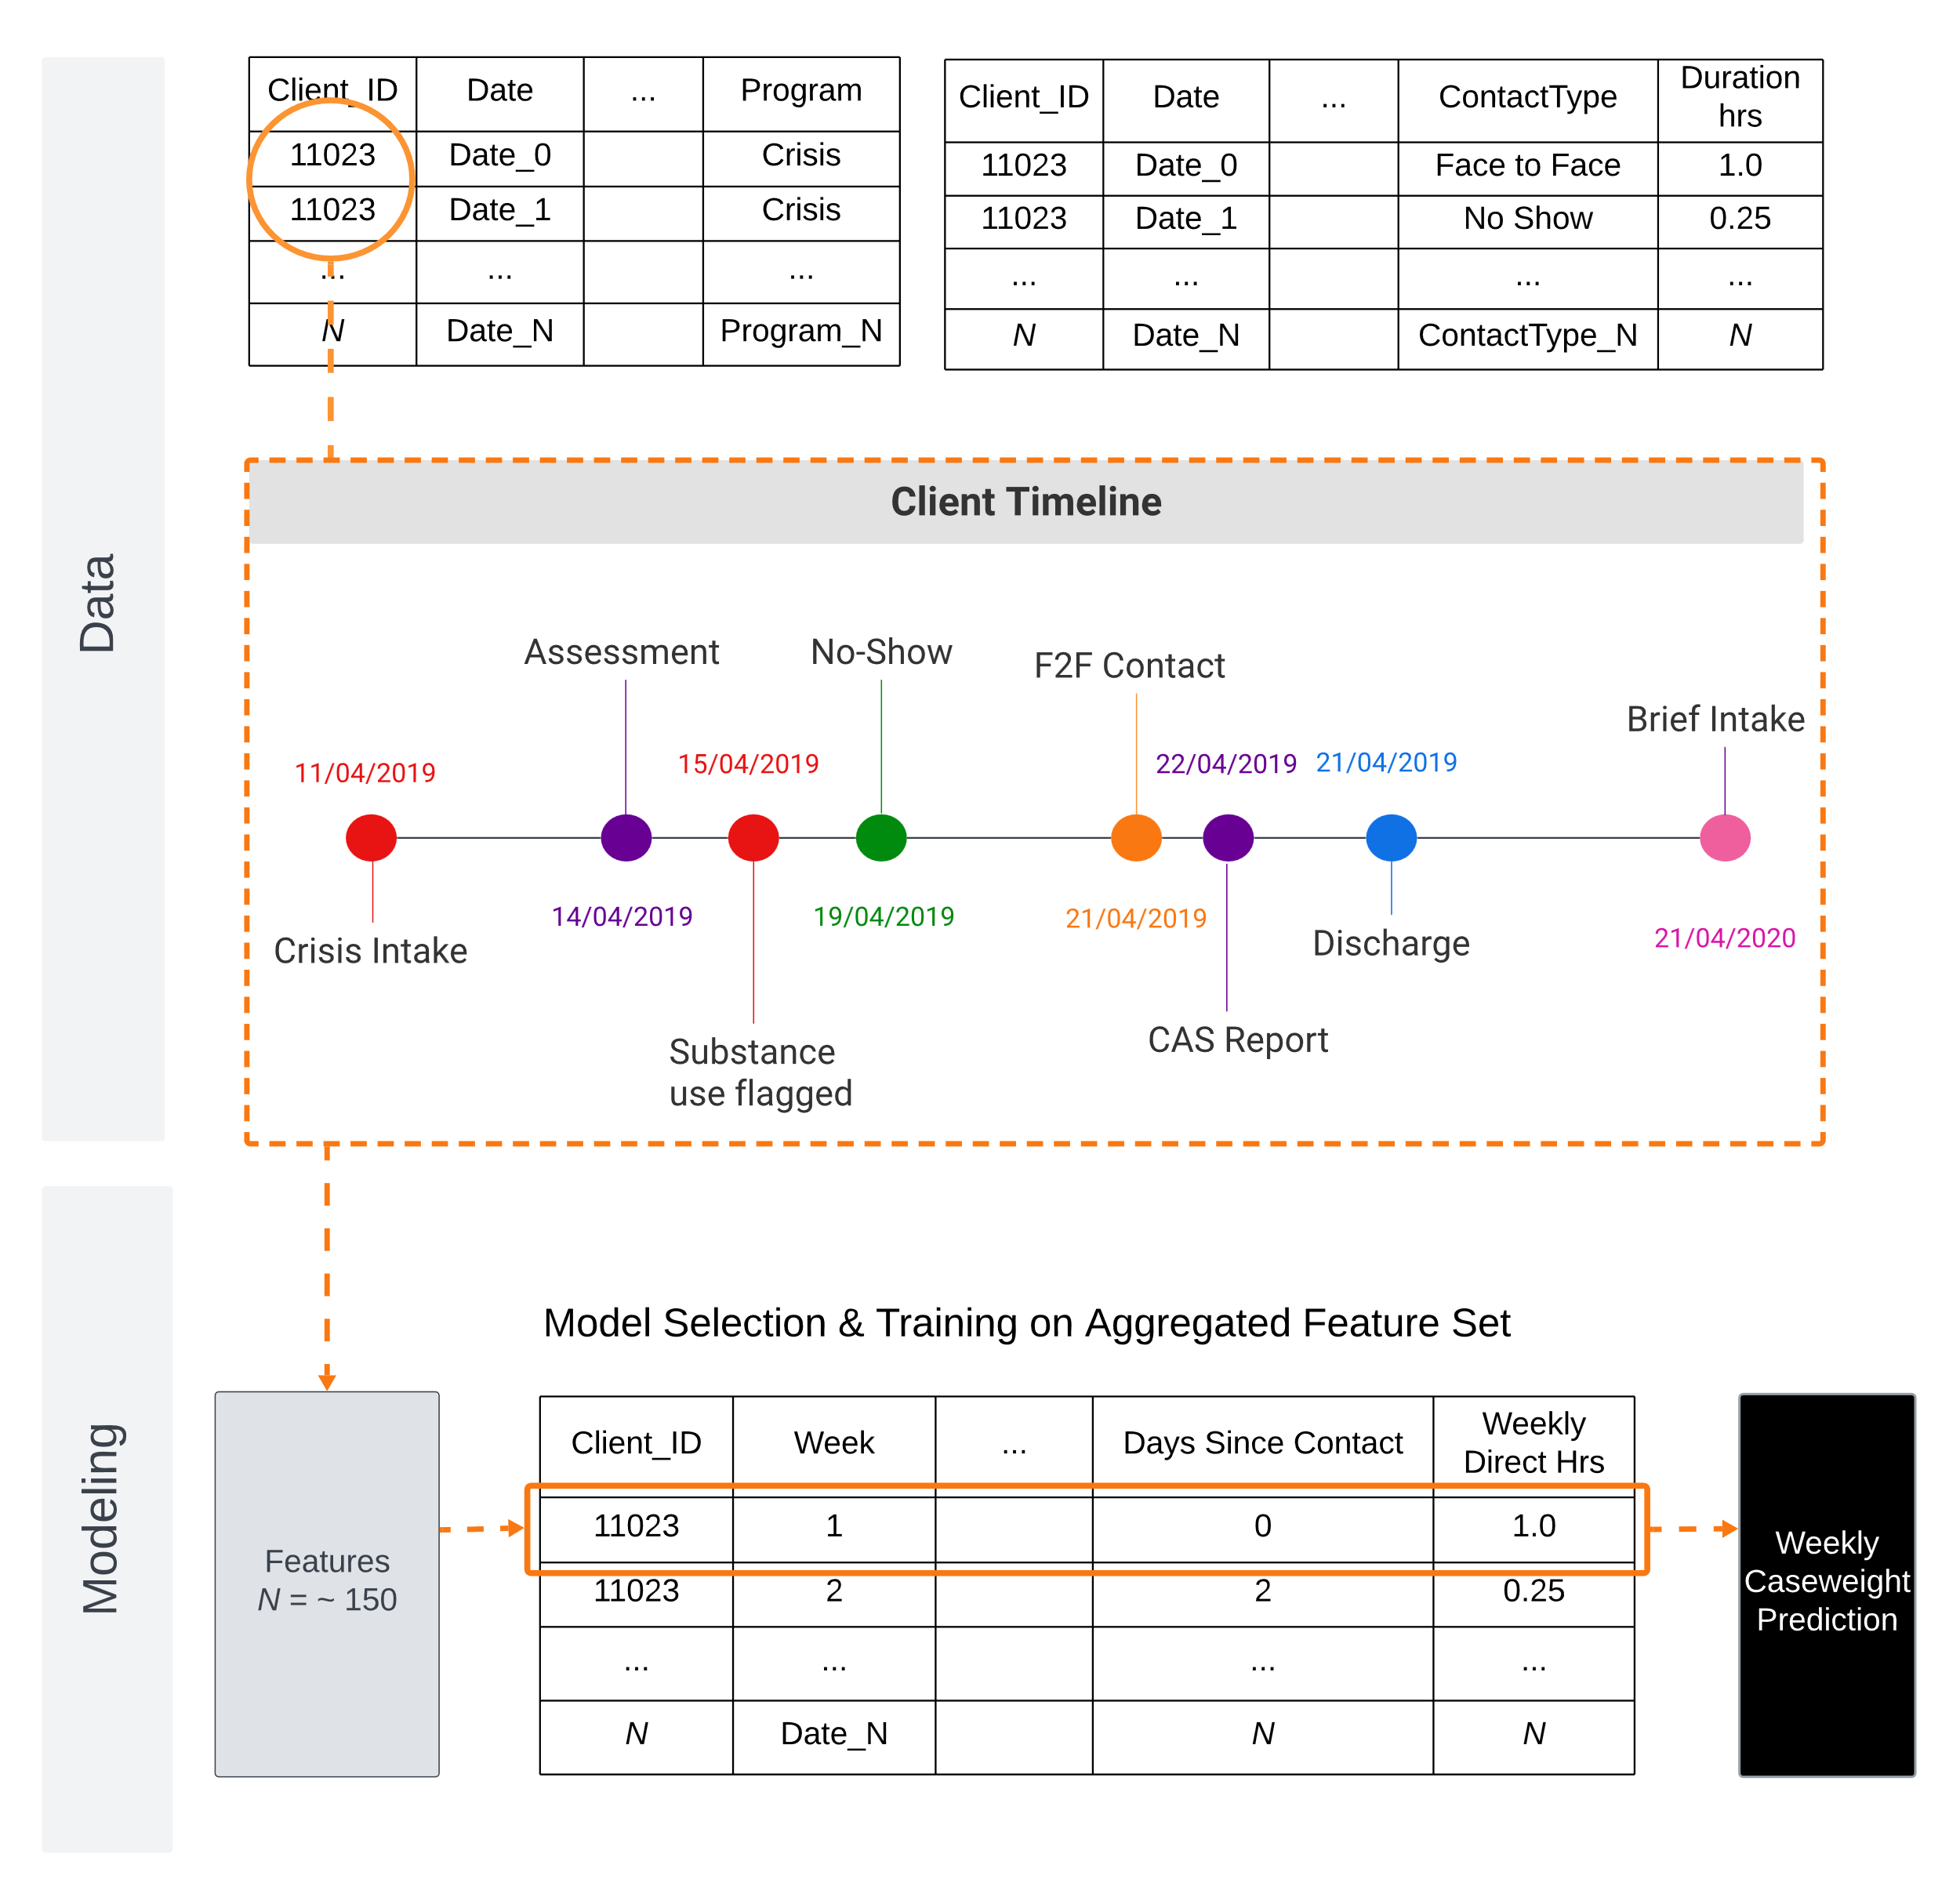 Data
Client_ID Date ... Program
11023 Date_0 Crisis
11023 Date_1 Crisis
... ... ...
N Date_N Program_N
Client_ID Date ... ContactType Duration
hrs
11023 Date_0 Face to Face 1.0
11023 Date_1 No Show 0.25
... ... ... ...
N Date_N ContactType_N N
Client Timeline
Assessment No-Show F2F Contact
Brief Intake
11/04/2019 15/04/2019 22/04/2019 21/04/2019
14/04/2019 19/04/2019 21/04/2019 21/04/2020
Crisis Intake Discharge
Substance
use flagged
CAS Report
Modeling
Model Selection & Training on Aggregated Feature Set
Features
N = ~ 150
Client_ID Week ... Days Since Contact Weekly
Direct Hrs
11023 1 0 1.0
11023 2 2 0.25
... ... ... ...
N Date_N N N
Weekly
Caseweight
Prediction